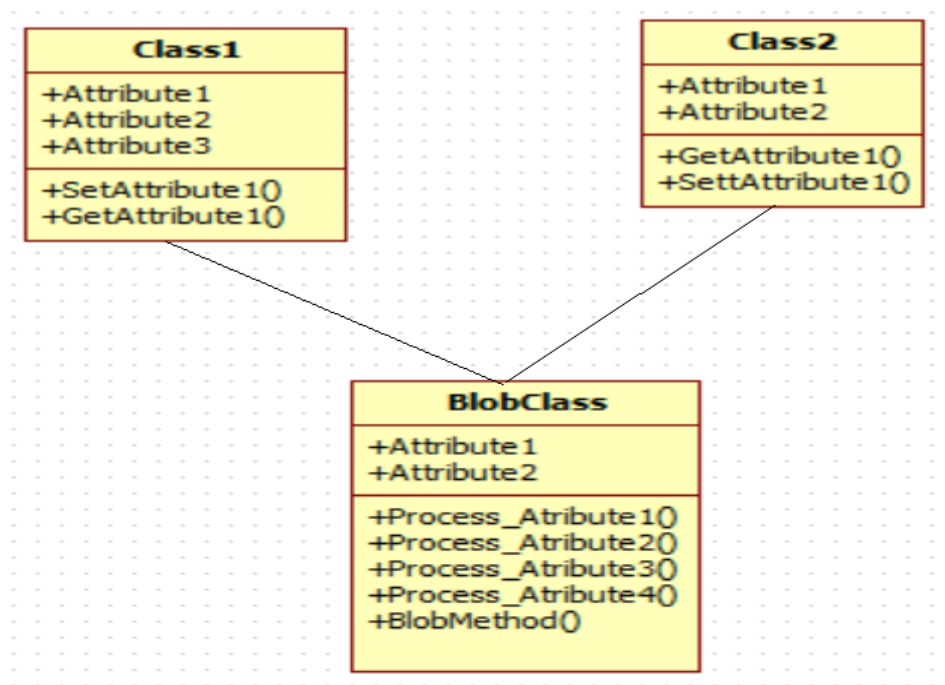 Class1
+Attribute1
+Attribute2
+Attribute3
+SetAttribute1()
+GetAttribute1()
Class2
+Attribute1
+Attribute2
+GetAttribute1()
+SettAttribute1()
BlobClass
+Attribute1
+Attribute2
+Process_Atribute1()
+Process_Atribute2()
+Process_Atribute3()
+Process_Atribute4()
+BlobMethod()